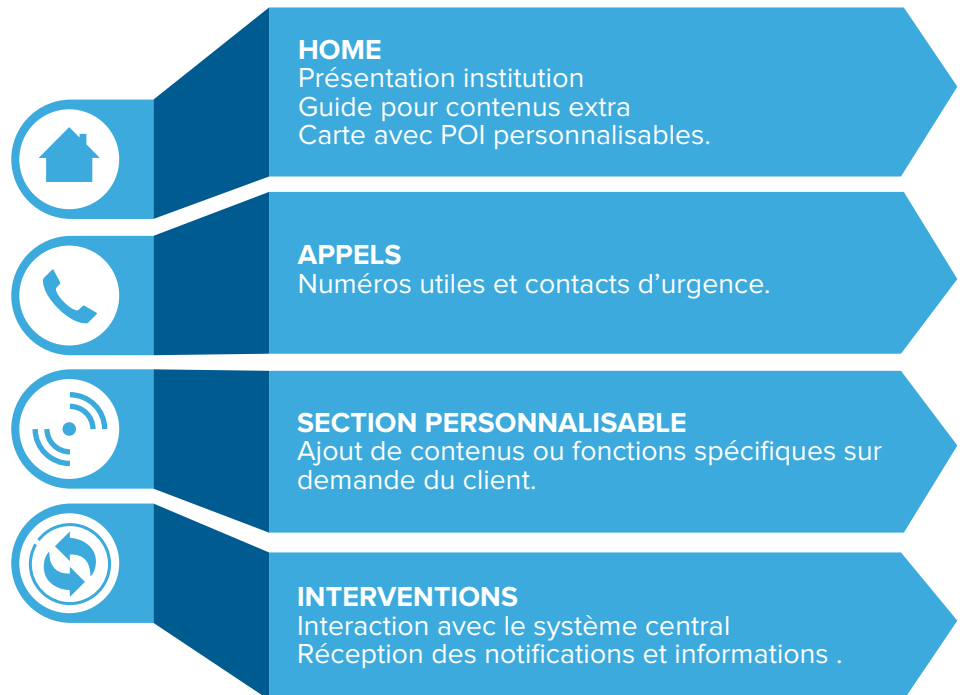 HOME
Présentation institution
Guide pour contenus extra
Carte avec POI personnalisables.
APPELS
Numéros utiles et contacts d’urgence.
SECTION PERSONNALISABLE
Ajout de contenus ou fonctions spécifiques sur
demande du client.
INTERVENTIONS
Interaction avec le système central
Réception des notifications et informations .